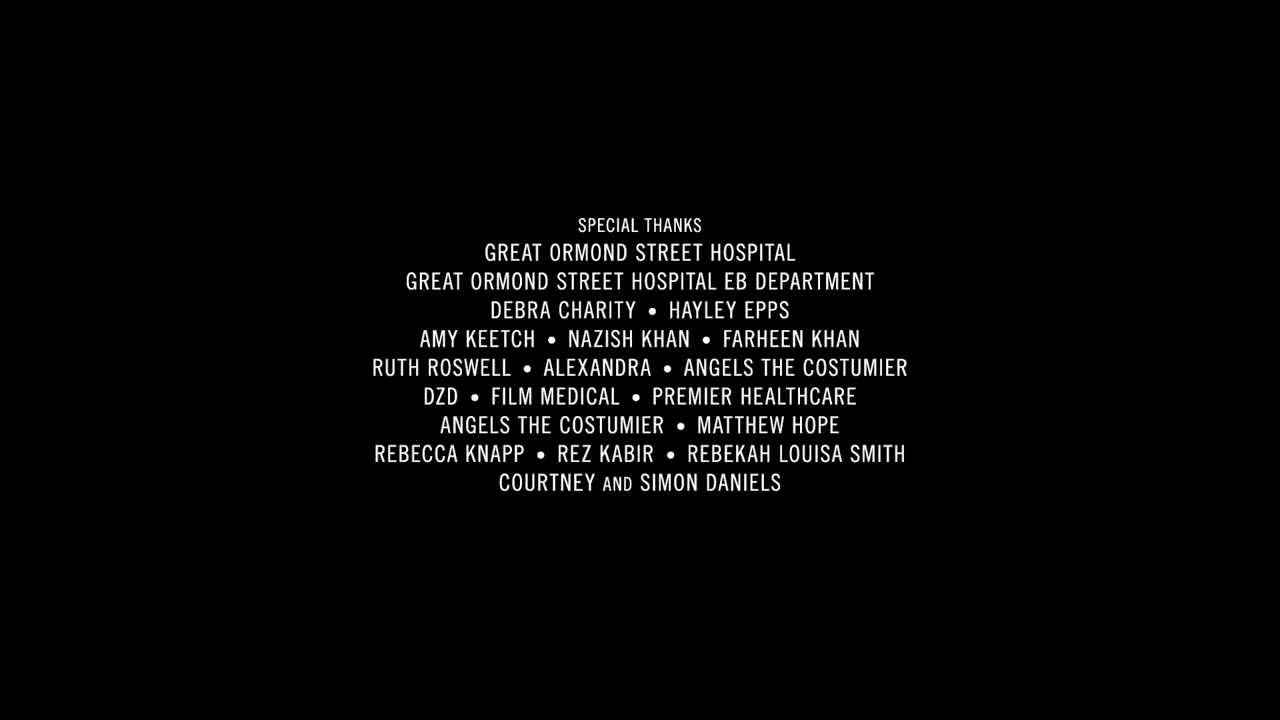 SPECIAL THANKS
GREAT ORMOND STREET HOSPITAL
GREAT ORMOND STREET HOSPITAL EB DEPARTMENT
DEBRA CHARITY • HAYLEY EPPS
AMY KEETCH • NAZISH KHAN • FARHEEN KHAN
RUTH ROSWELL • ALEXANDRA • ANGELS THE COSTUMIER
DZD • FILM MEDICAL • PREMIER HEALTHCARE
ANGELS THE COSTUMIER • MATTHEW HOPE
REBECCA KNAPP • REZ KABIR • REBEKAH LOUISA SMITH
COURTNEY AND SIMON DANIELS